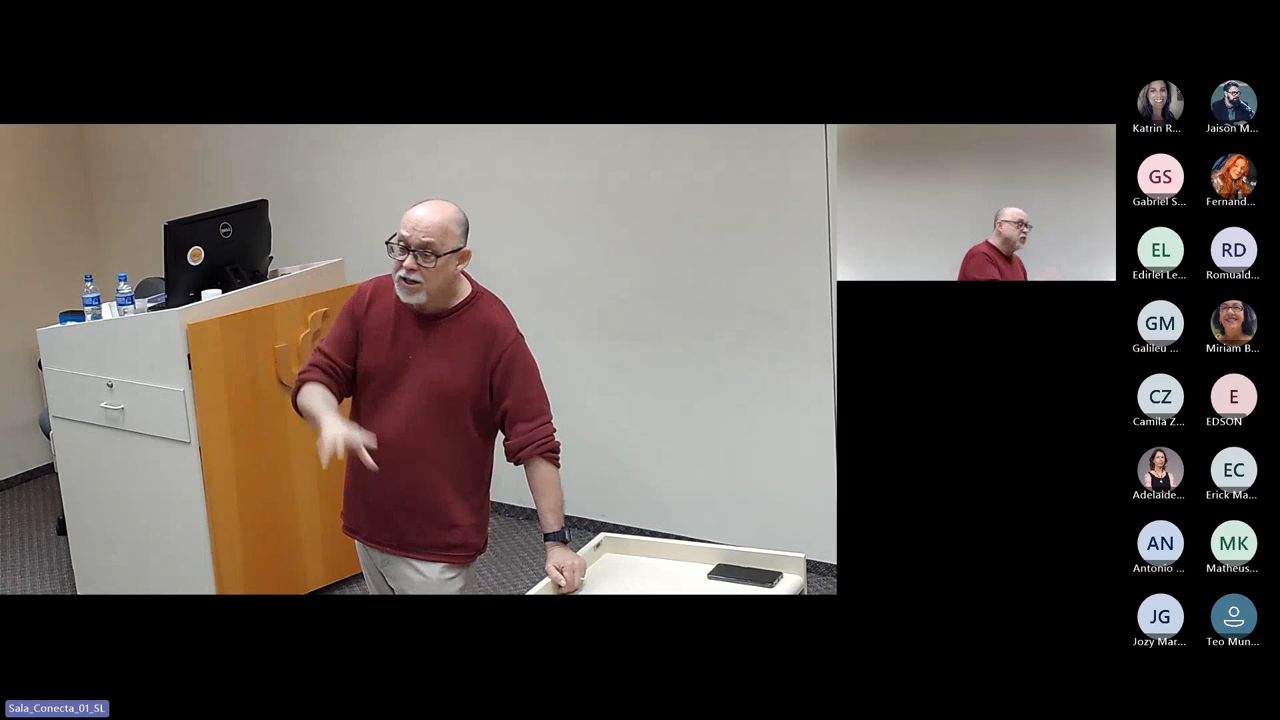 Katrin R...
Jaison M...
GS
Gabriel S...
Fernand...
EL
Edirlei Le...
RD
Romuald...
GM
Galileu ...
Miriam B...
CZ
Camila Z...
E
EDSON
Adelaide...
EC
Erick Ma...
AN
Antonio ...
MK
Matheus...
JG
Jozy Mar...
Teo Mun...
DELL
Sala_Conecta_01_SL